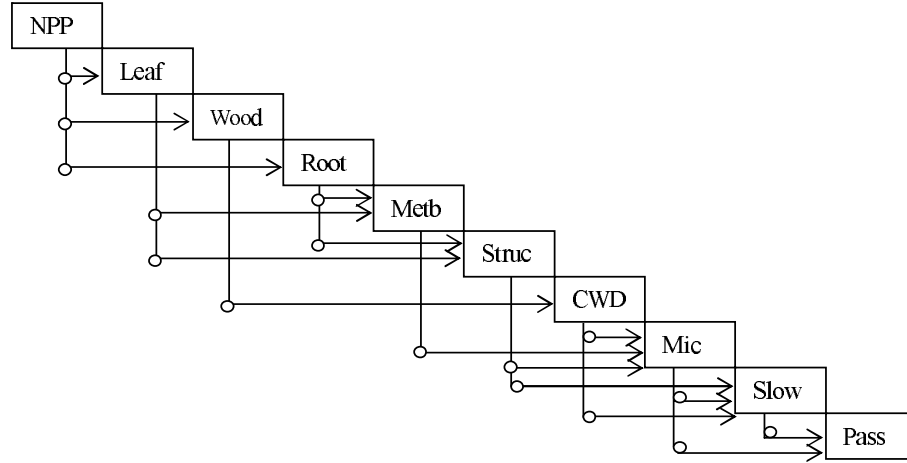 NPP
Leaf
Wood
Root
Metb
Struc
CWD
Mic
Slow
Pass